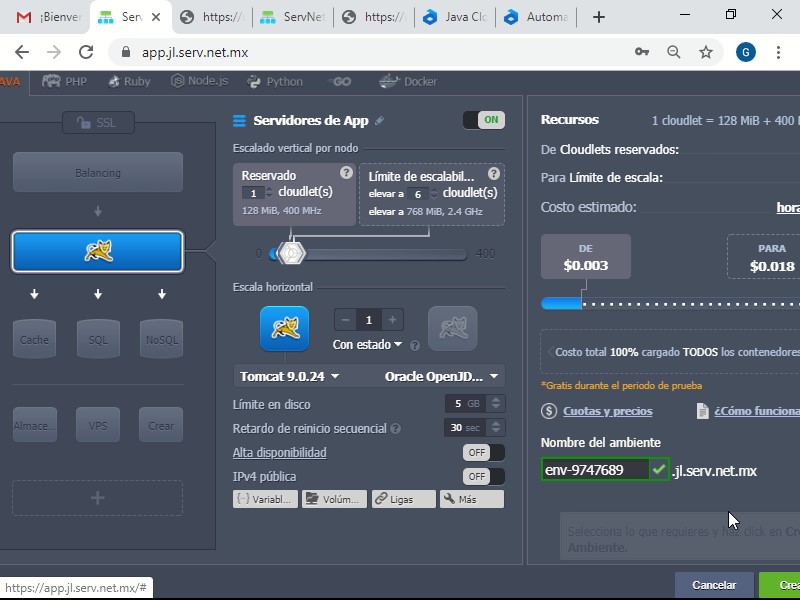 ¡Bienver
Serv
https://
ServNet
https://
Java Clo
Automa
app.jl.serv.net.mx
G
AVA
PHP
Ruby
Node.js
Python
GO
Docker
SSL
Balancing
Cache
SQL
NoSQL
Almace...
VPS
Crear
Servidores de App
ON
Escalado vertical por nodo
Reservado
?
1 cloudlet(s)
128 MiB, 400 MHz
Límite de escalabil...
?
elevar a 6 cloudlet(s)
elevar a 768 MiB, 2.4 GHz
0
400
Escala horizontal
1
Con estado
?
Tomcat 9.0.24
Oracle OpenJD...
Límite en disco
5 GB
Retardo de reinicio secuencial ?
30 sec
Alta disponibilidad
OFF
IPv4 pública
OFF
Variabl...
Volúm...
Ligas
Más
Recursos
1 cloudlet = 128 MiB + 400 M
De Cloudlets reservados:
Para Límite de escala:
Costo estimado:
hora
DE
$0.003
PARA
$0.018
Costo total 100% cargado TODOS los contenedores
*Gratis durante el periodo de prueba
Cuotas y precios
¿Cómo funciona
Nombre del ambiente
env-9747689
.jl.serv.net.mx
Selecciona lo que requieres y haz click en Cre
Ambiente.
Cancelar
Crea
https://app.jl.serv.net.mx/#